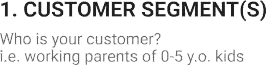 1. CUSTOMER SEGMENT(S)
Who is your customer?
i.e. working parents of 0-5 y.o. kids